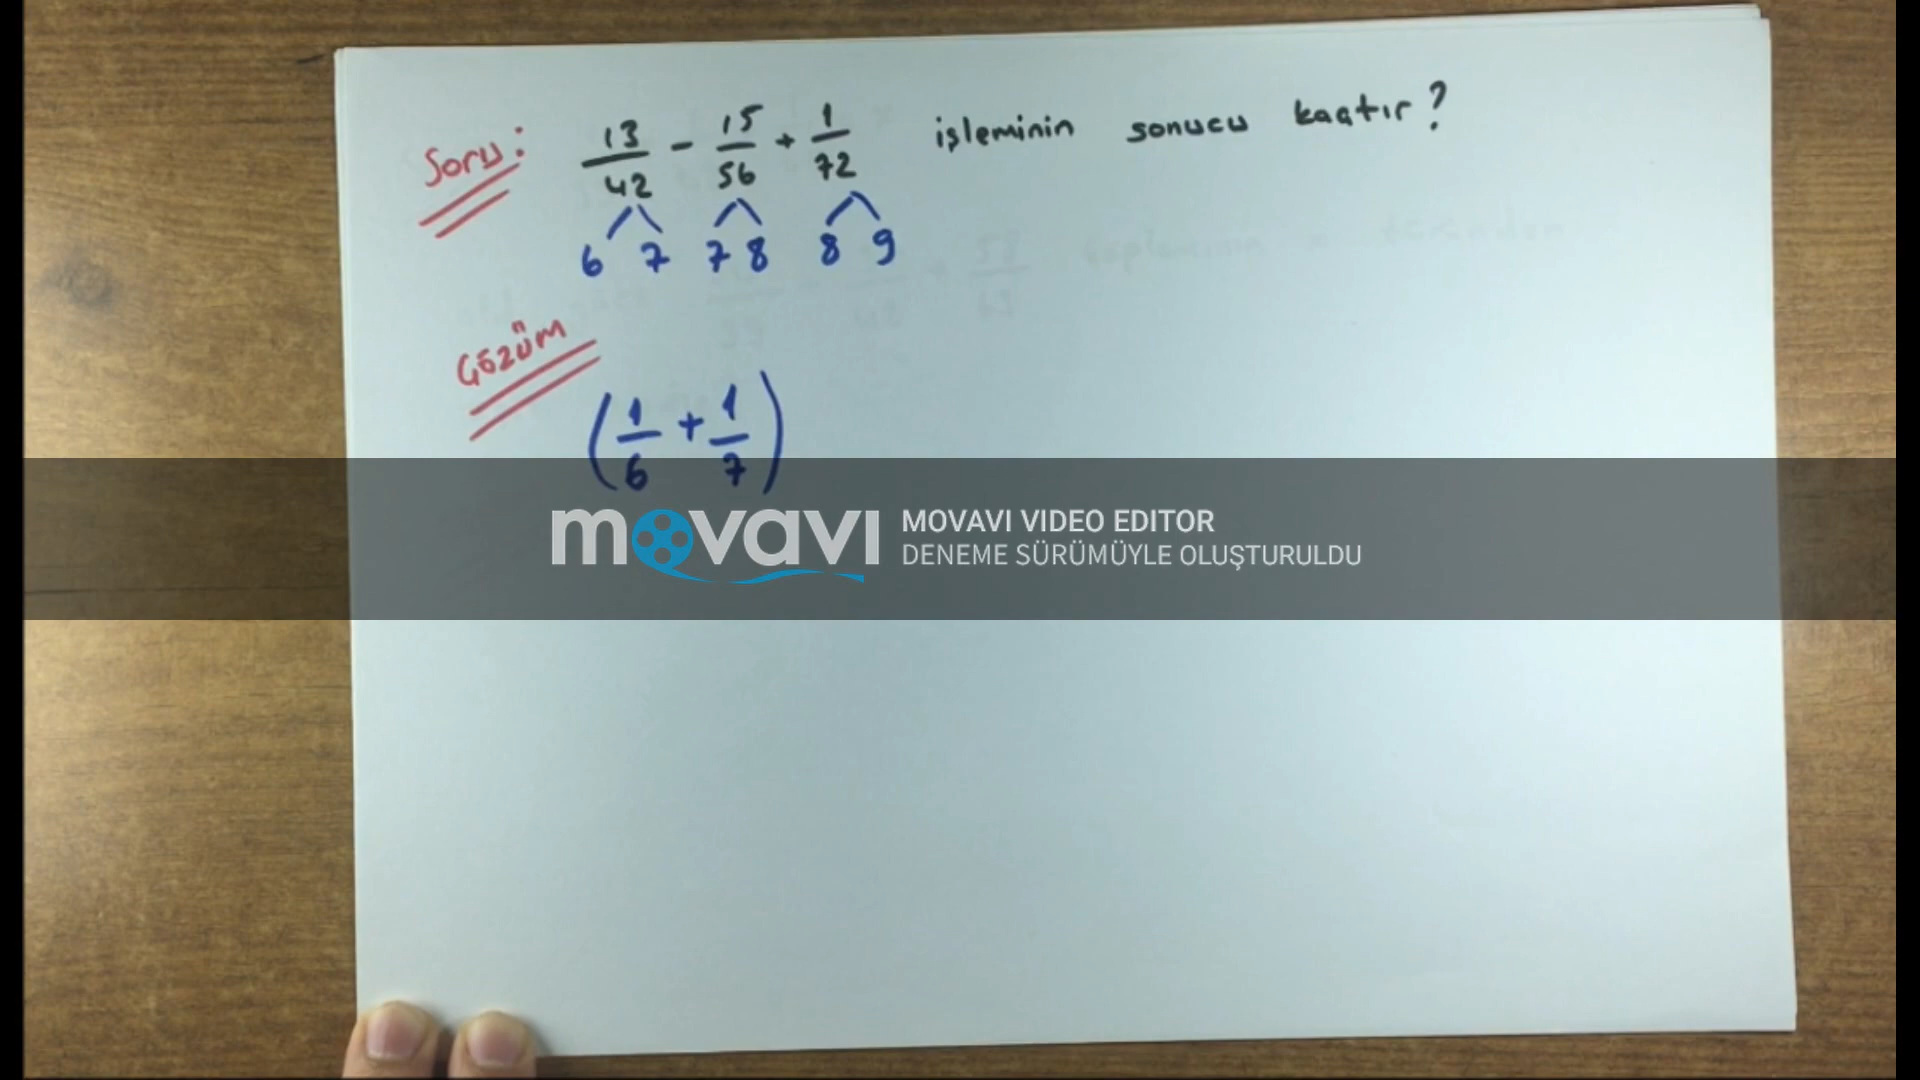 Soru: 13/42 - 15/56 + 1/72 işleminin sonucu kaçtır?
6 7 7 8 8 9
Çözüm
(1/6 + 1/7)
movavi MOVAVI VIDEO EDITOR
DENEME SÜRÜMÜYLE OLUŞTURULDU